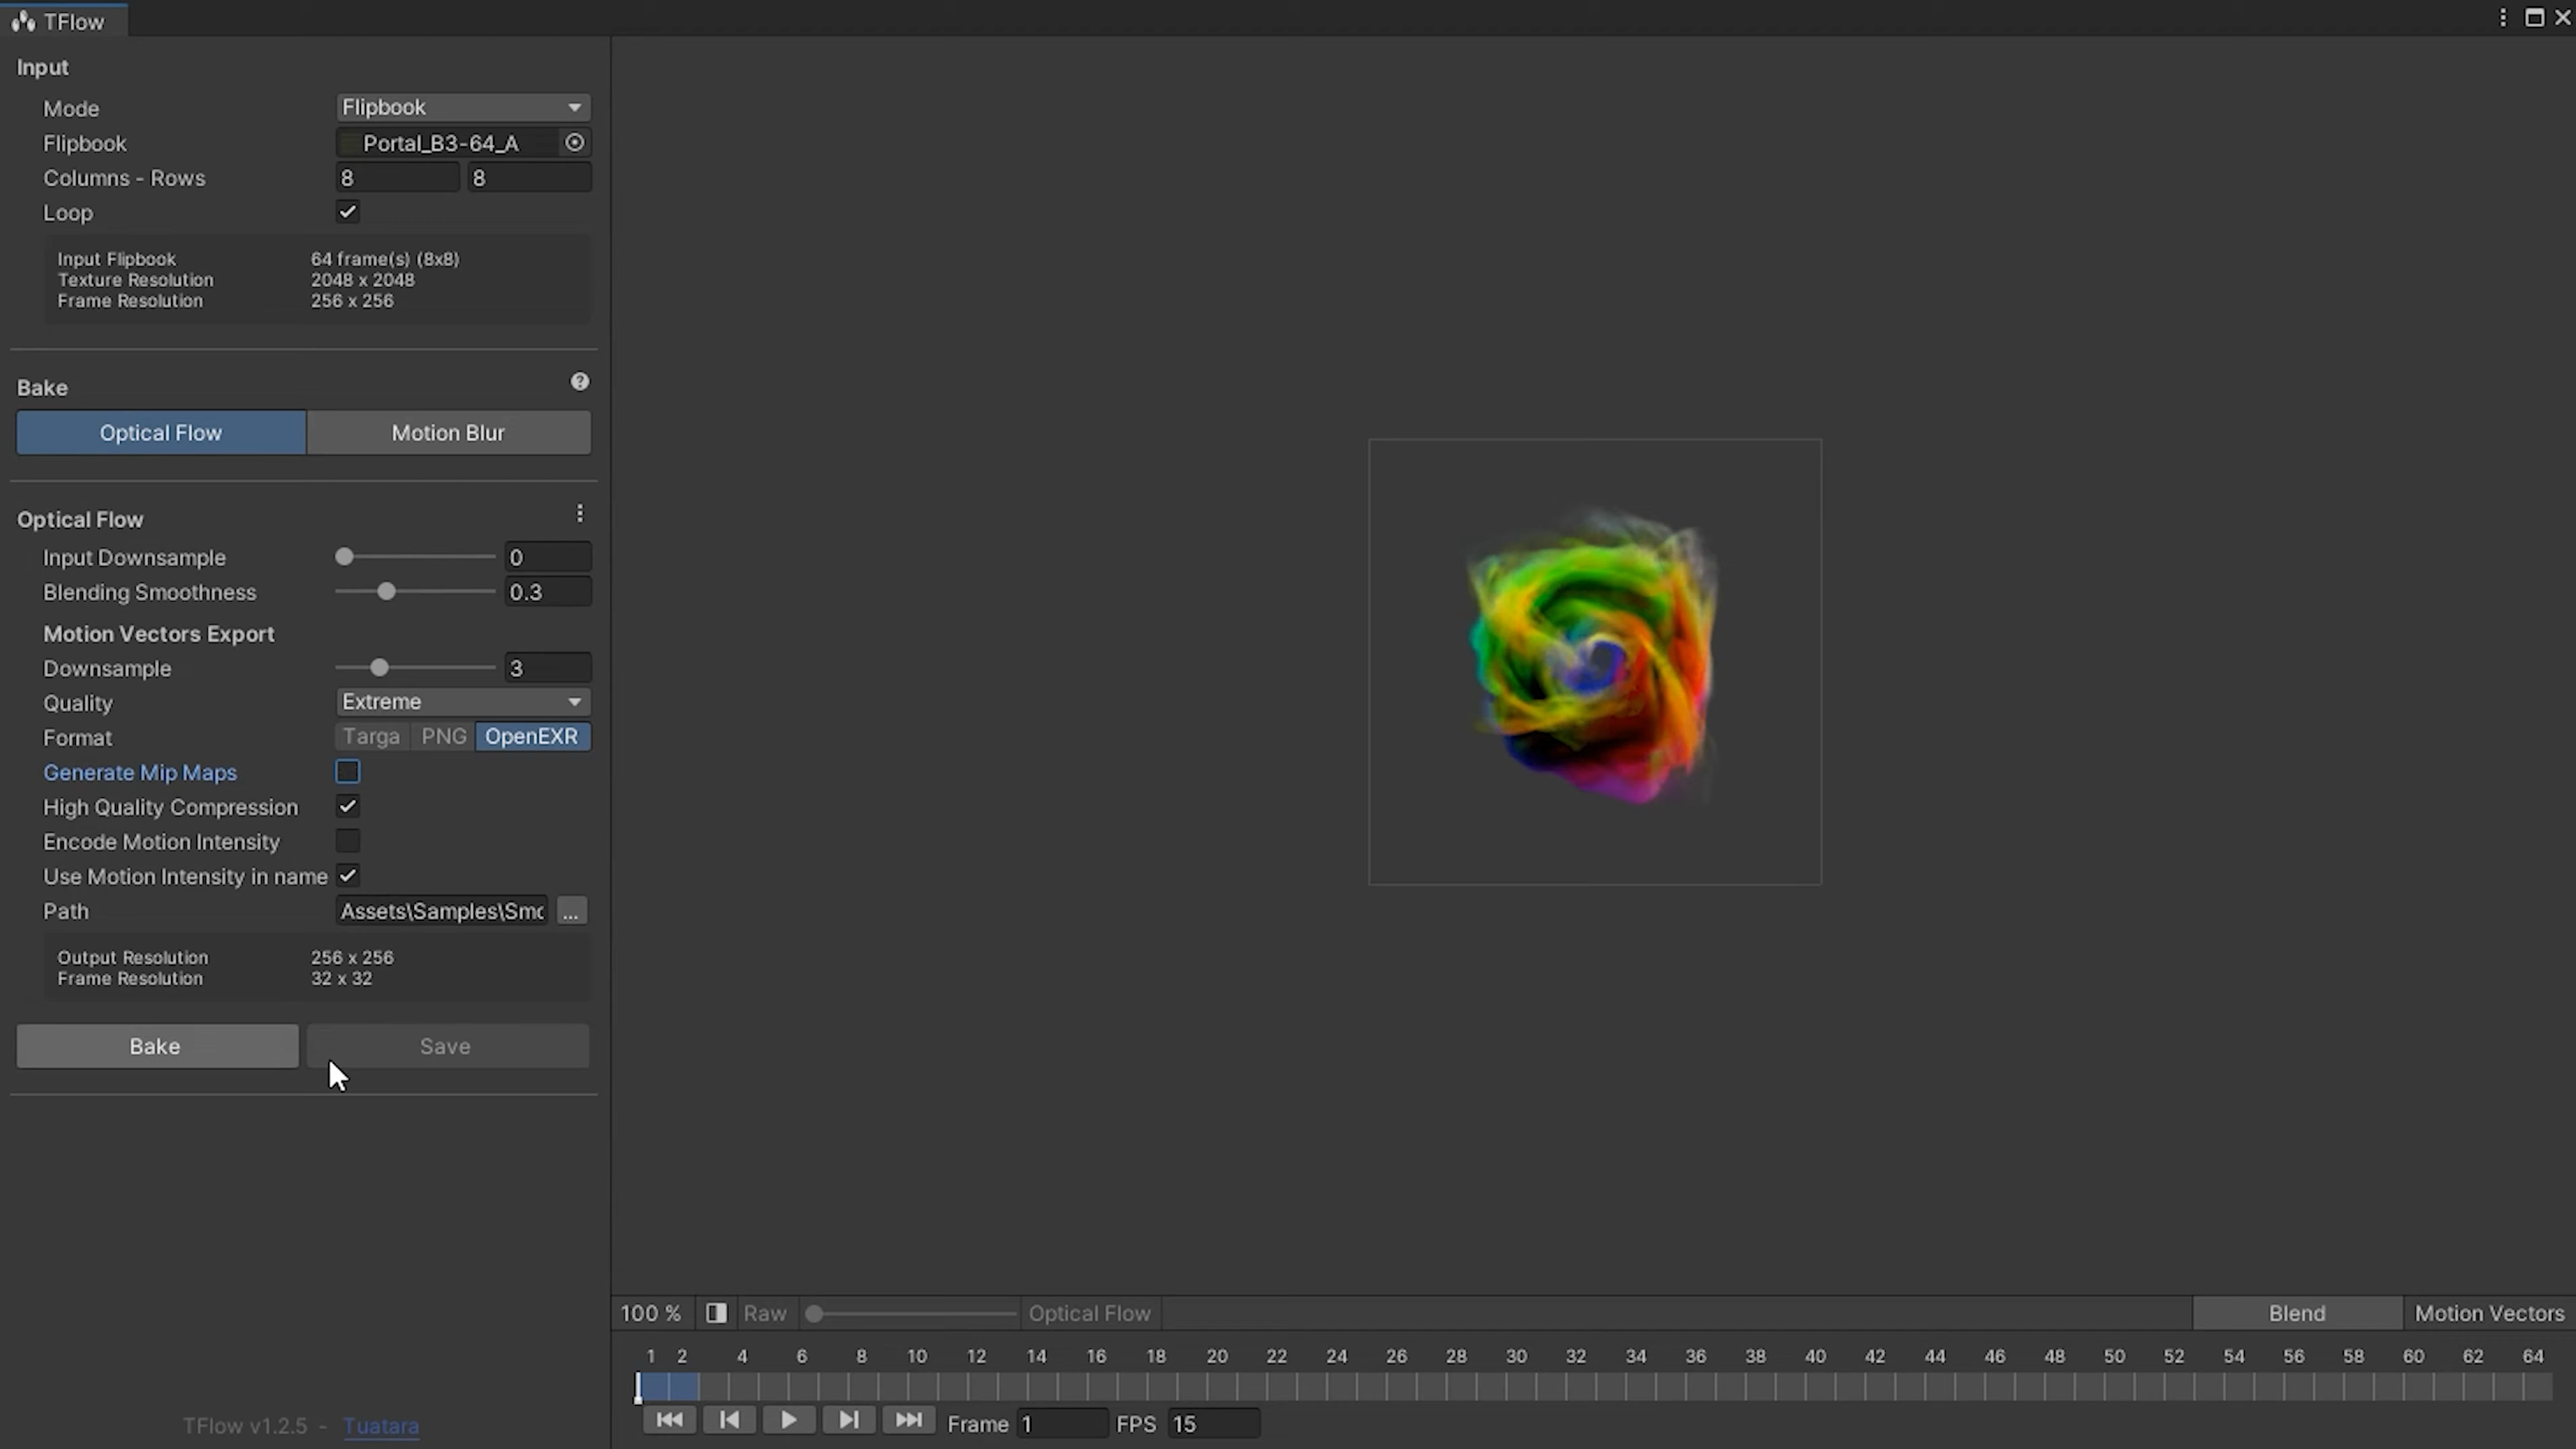 TFlow
Input
Mode Flipbook
Flipbook Portal_B3-64_A
Columns - Rows 8 8
Loop
Input Flipbook 64 frame(s) (8x8)
Texture Resolution 2048 x 2048
Frame Resolution 256 x 256
Bake
Optical Flow Motion Blur
Optical Flow
Input Downsample 0
Blending Smoothness 0.3
Motion Vectors Export
Downsample 3
Quality Extreme
Format Targa PNG OpenEXR
Generate Mip Maps
High Quality Compression
Encode Motion Intensity
Use Motion Intensity in name
Path Assets\Samples\Smo ...
Output Resolution 256 x 256
Frame Resolution 32 x 32
Bake Save
TFlow v1.2.5 - Tuatara
100 % Raw Optical Flow Blend Motion Vectors
1 2 4 6 8 10 12 14 16 18 20 22 24 26 28 30 32 34 36 38 40 42 44 46 48 50 52 54 56 58 60 62 64
Frame 1 FPS 15